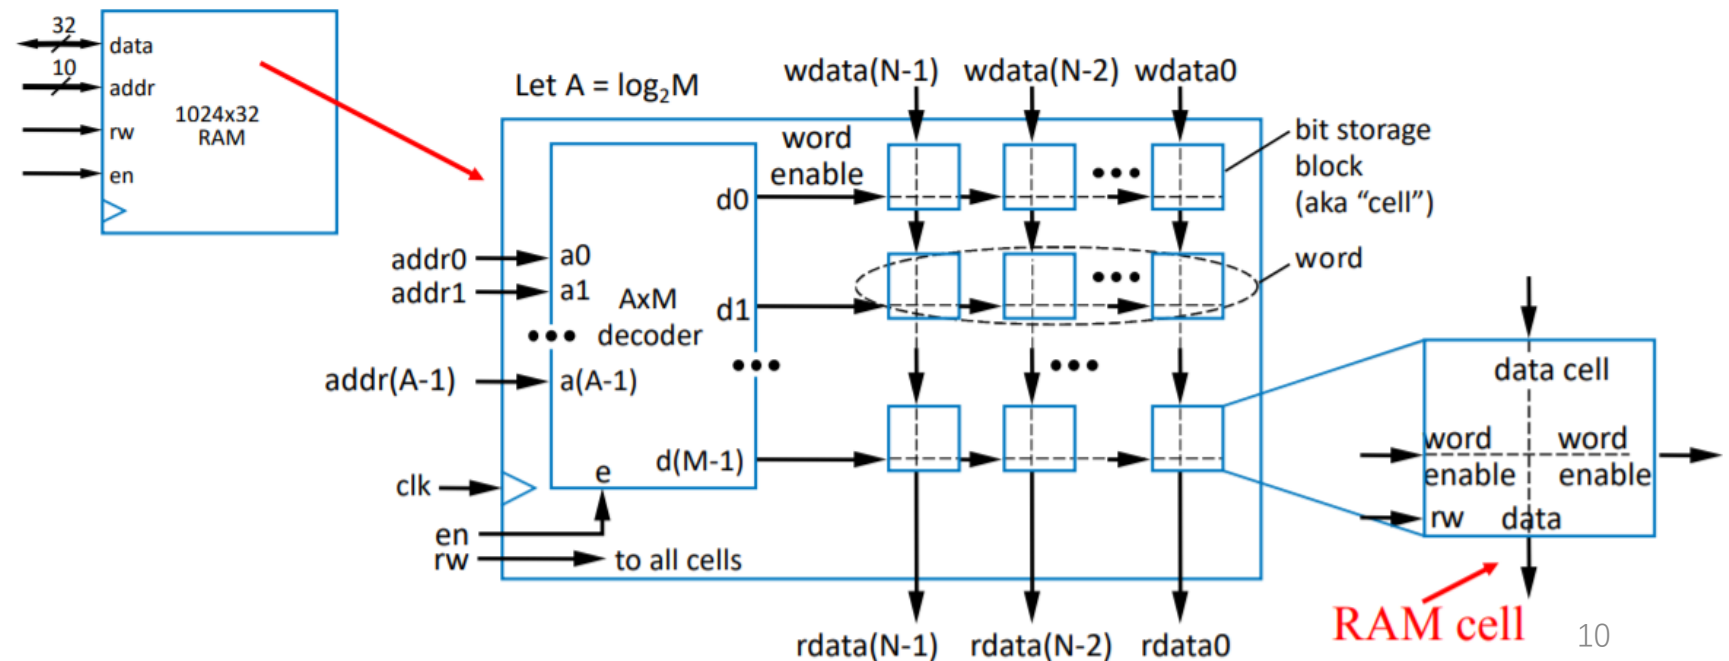 32
data
10
addr
1024x32
RAM
rw
en
Let A = log₂M
wdata(N-1) wdata(N-2) wdata0
word
enable
bit storage
block
(aka “cell”)
d0
word
addr0
a0
addr1
a1
AxM
decoder
d1
addr(A-1)
a(A-1)
d(M-1)
e
clk
en
rw
to all cells
data cell
word word
enable enable
rw data
RAM cell
rdata(N-1) rdata(N-2) rdata0
10